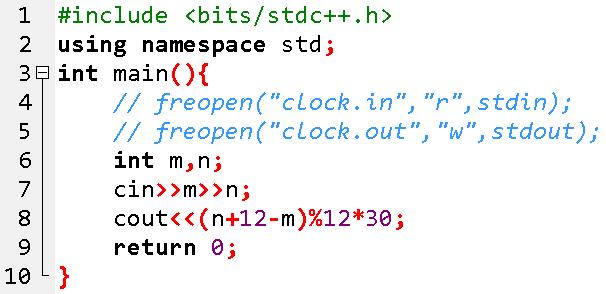 1 #include <bits/stdc++.h>
2 using namespace std;
3 int main(){
4     // freopen("clock.in","r",stdin);
5     // freopen("clock.out","w",stdout);
6     int m,n;
7     cin>>m>>n;
8     cout<<(n+12-m)%12*30;
9     return 0;
10 }